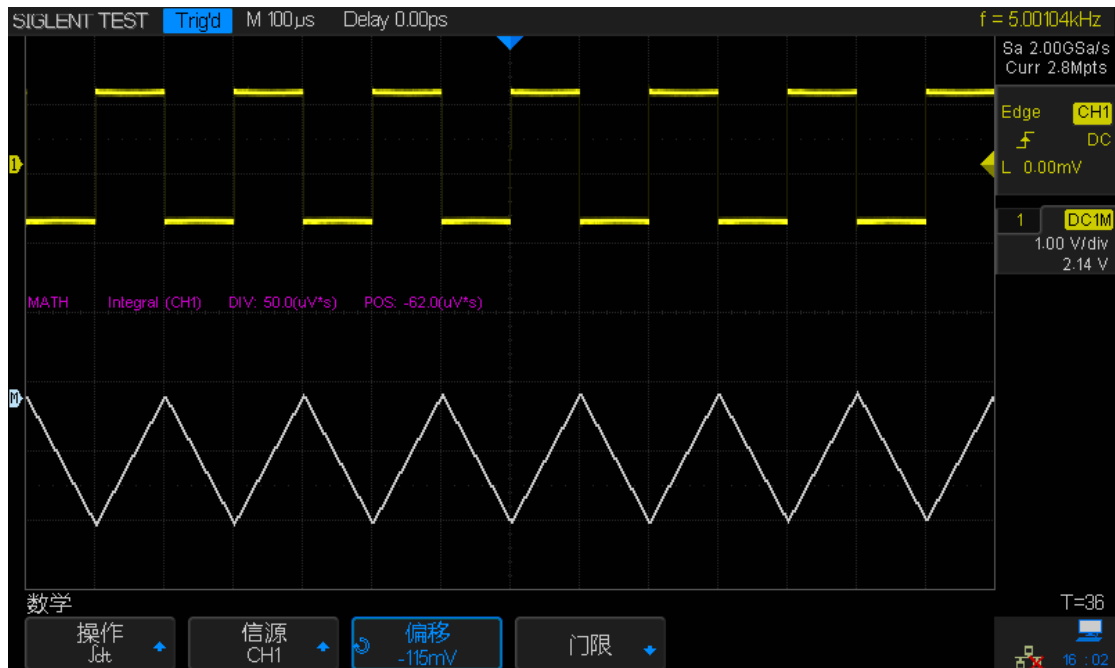 SIGLENT TEST Trig'd M 100µs Delay 0.00ps f = 5.00104kHz
Sa 2.00GSa/s
Curr 2.8Mpts
Edge CH1
DC
L 0.00mV
1
1 DC1M
1.00 V/div
2.14 V
MATH Integral (CH1) DIV: 50.0(uV*s) POS: -62.0(uV*s)
M
数学 T=36
操作
∫dt
信源
CH1
偏移
-115mV
门限
16:02